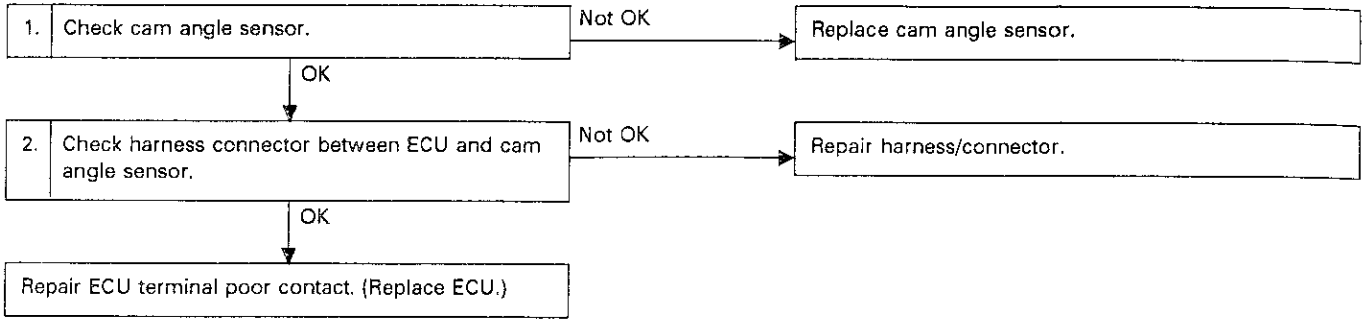 1. Check cam angle sensor.
Not OK
Replace cam angle sensor.
OK
2. Check harness connector between ECU and cam
angle sensor.
Not OK
Repair harness/connector.
OK
Repair ECU terminal poor contact. (Replace ECU.)